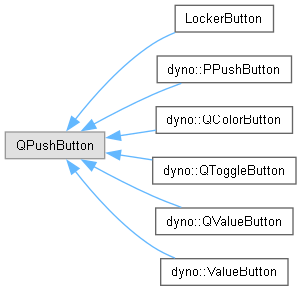 LockerButton
dyno::PPushButton
dyno::QColorButton
QPushButton
dyno::QToggleButton
dyno::QValueButton
dyno::ValueButton